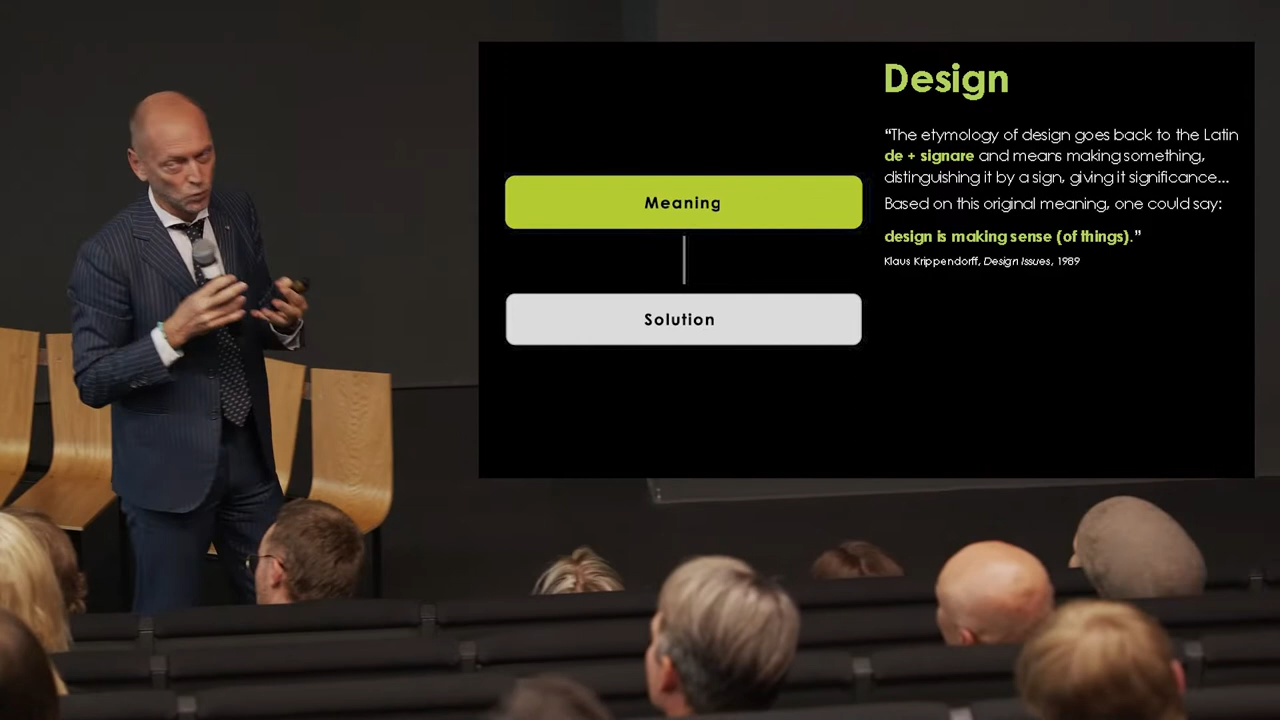 Design
“The etymology of design goes back to the Latin
de + signare and means making something,
distinguishing it by a sign, giving it significance...
Based on this original meaning, one could say:
design is making sense (of things).”
Klaus Krippendorff, Design Issues, 1989
Meaning
Solution